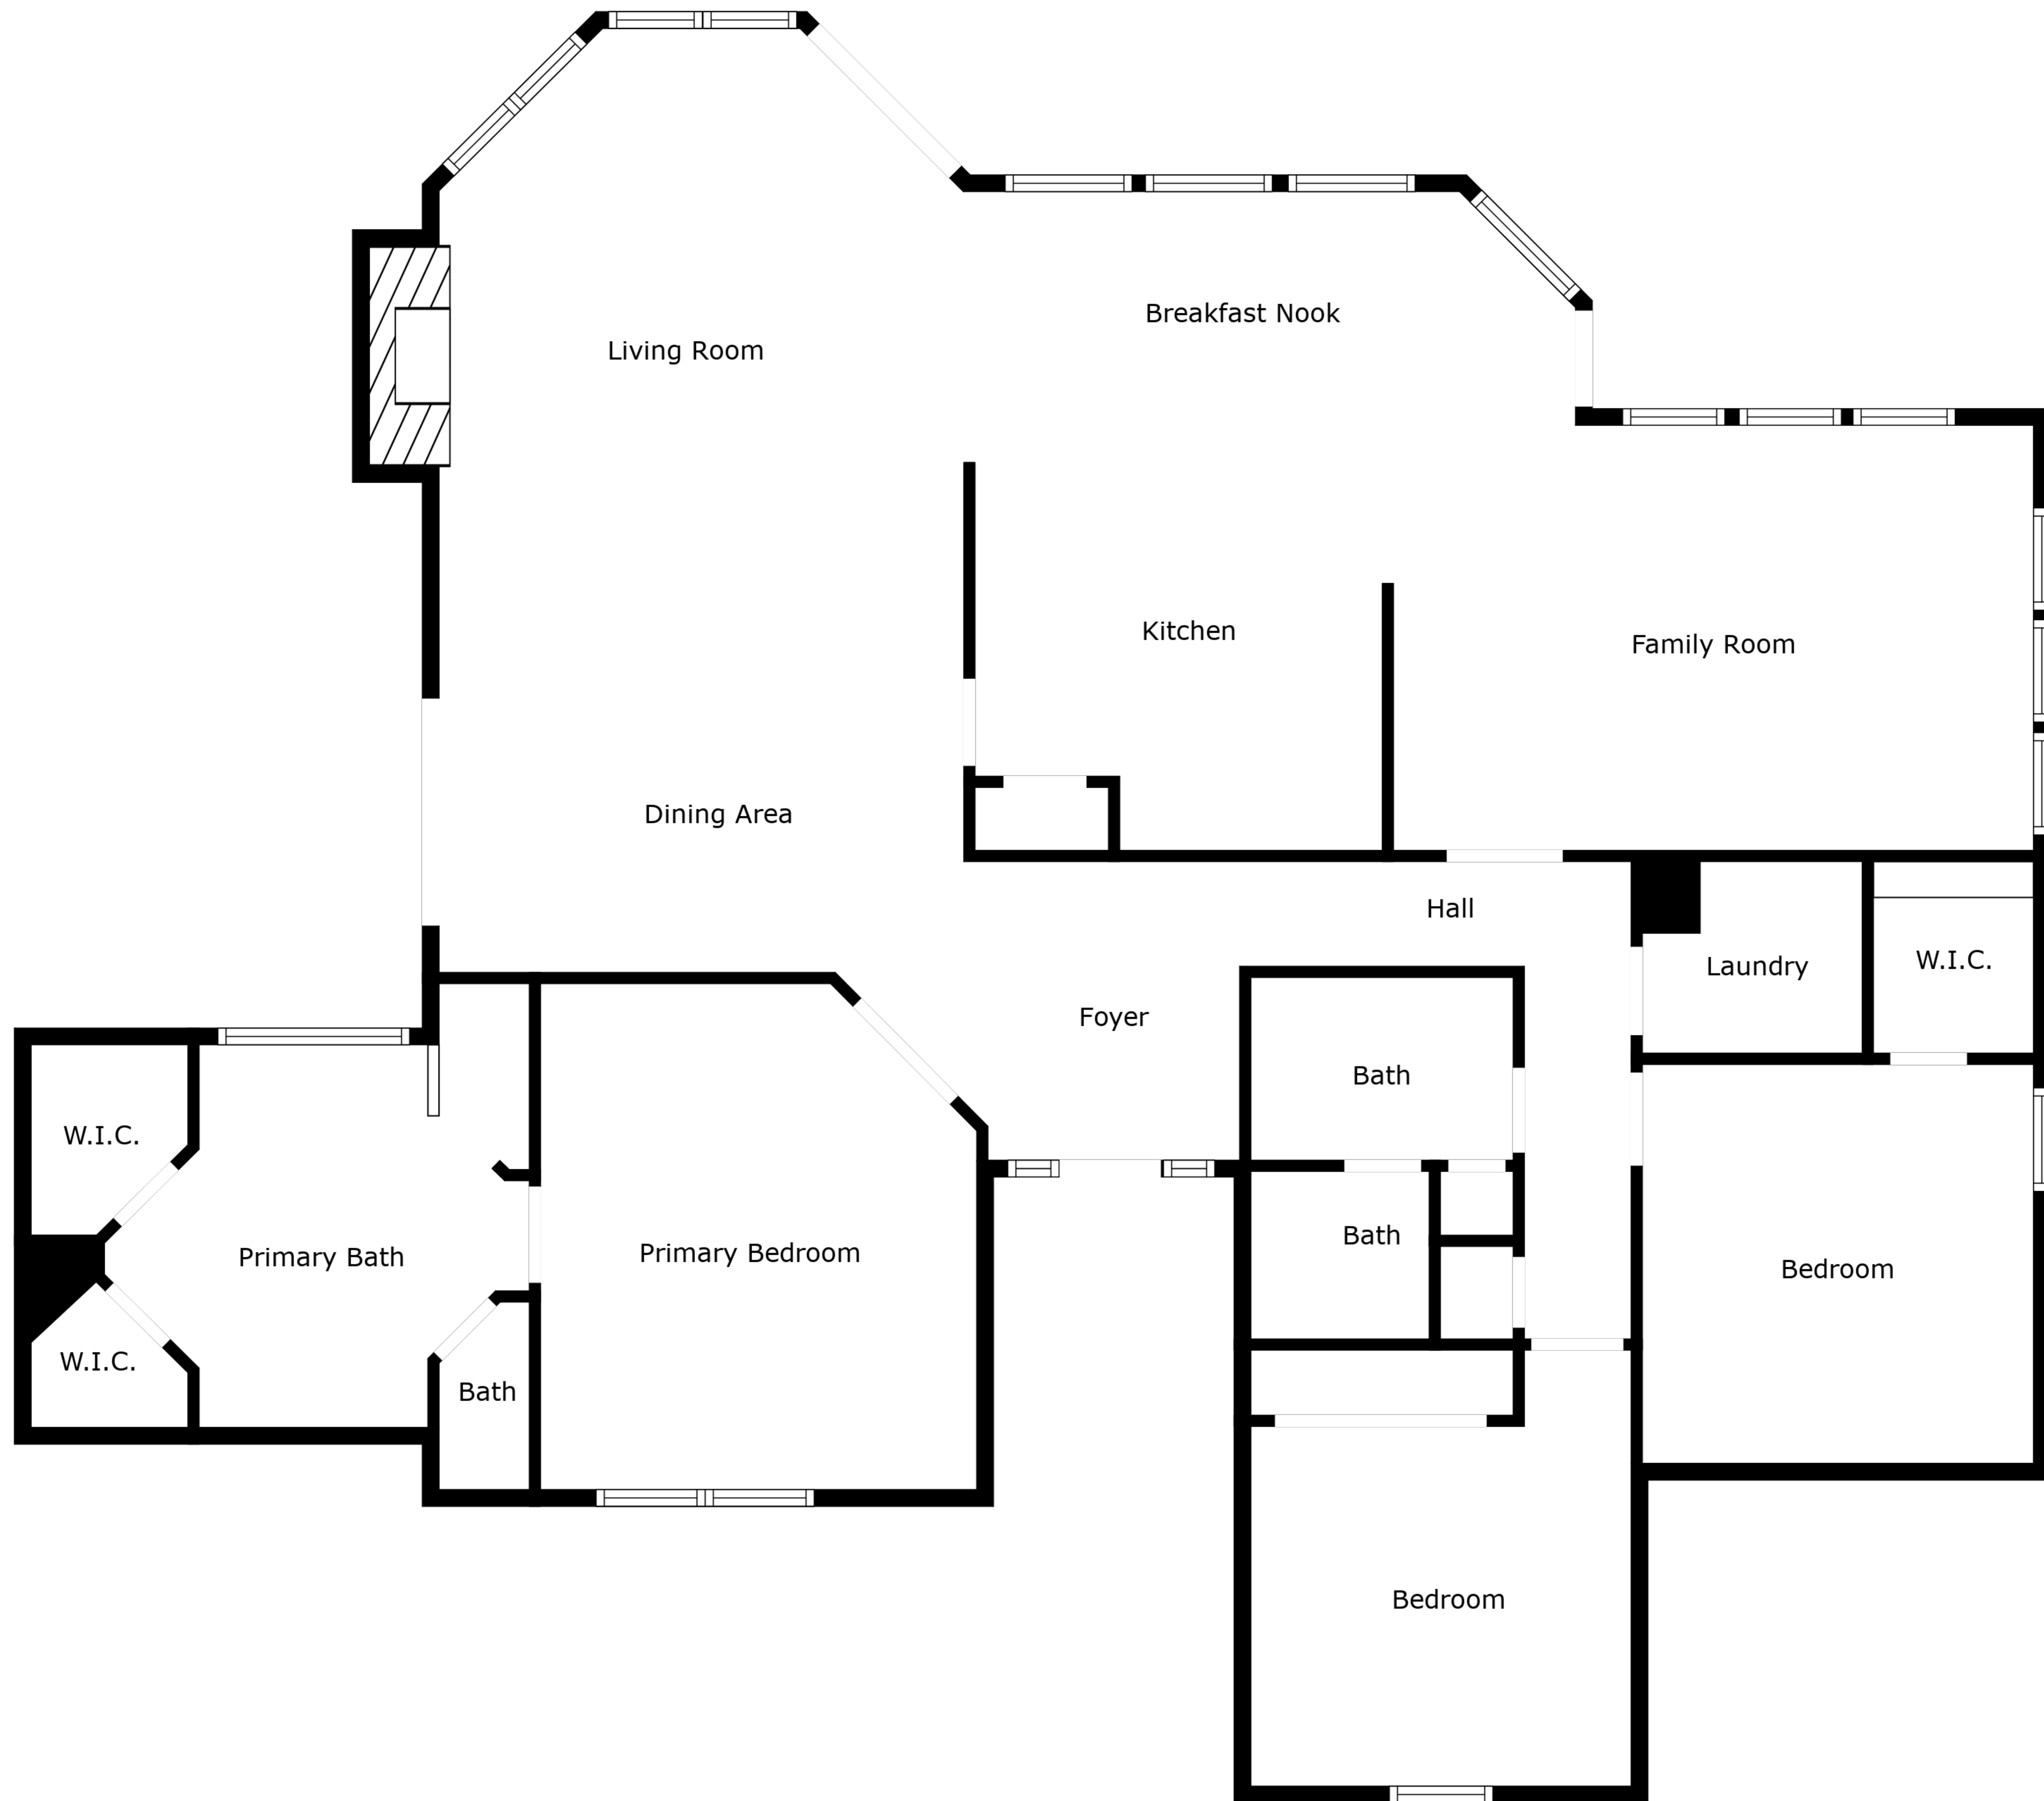 Breakfast Nook
Living Room
Kitchen
Family Room
Dining Area
Hall
Laundry
W.I.C.
Foyer
Bath
W.I.C.
Bath
Primary Bath
Primary Bedroom
Bedroom
W.I.C.
Bath
Bedroom